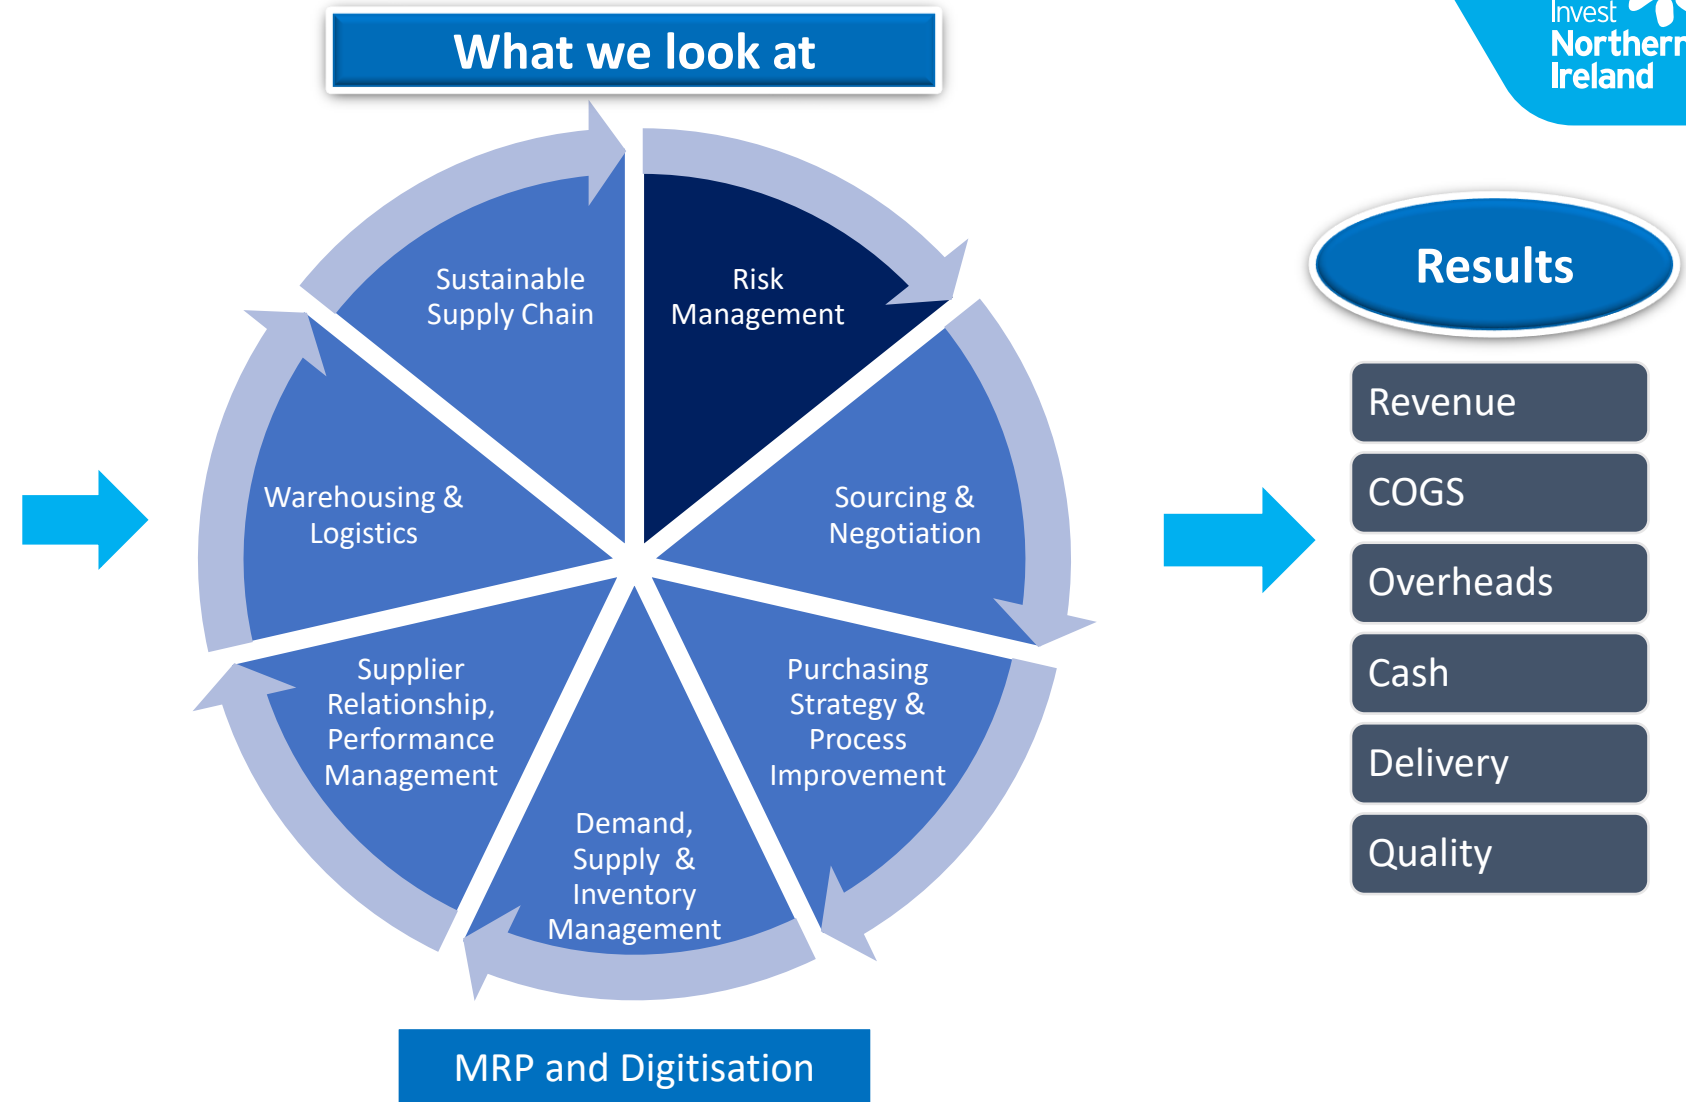 What we look at
Invest
Northern
Ireland
Sustainable
Supply Chain
Risk
Management
Results
Warehousing &
Logistics
Sourcing &
Negotiation
Supplier
Relationship,
Performance
Management
Purchasing
Strategy &
Process
Improvement
Demand,
Supply &
Inventory
Management
Revenue
COGS
Overheads
Cash
Delivery
Quality
MRP and Digitisation